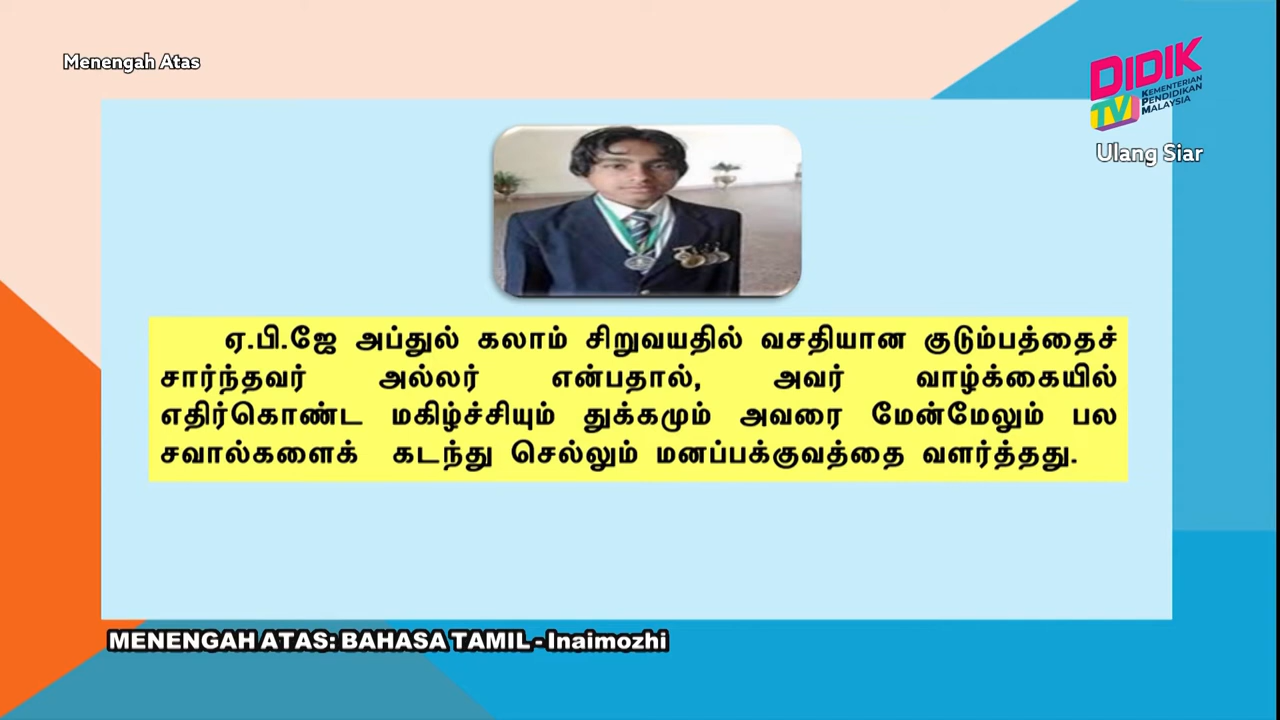 Menengah Atas
DIDIK
TV
KEMENTERIAN
PENDIDIKAN
MALAYSIA
Ulang Siar
ஏ.பி.ஜே அப்துல் கலாம் சிறுவயதில் வசதியான குடும்பத்தைச்
சார்ந்தவர் அல்லர் என்பதால், அவர் வாழ்க்கையில்
எதிர்கொண்ட மகிழ்ச்சியும் துக்கமும் அவரை மேன்மேலும் பல
சவால்களைக் கடந்து செல்லும் மனப்பக்குவத்தை வளர்த்தது.
MENENGAH ATAS: BAHASA TAMIL - Inaimozhi